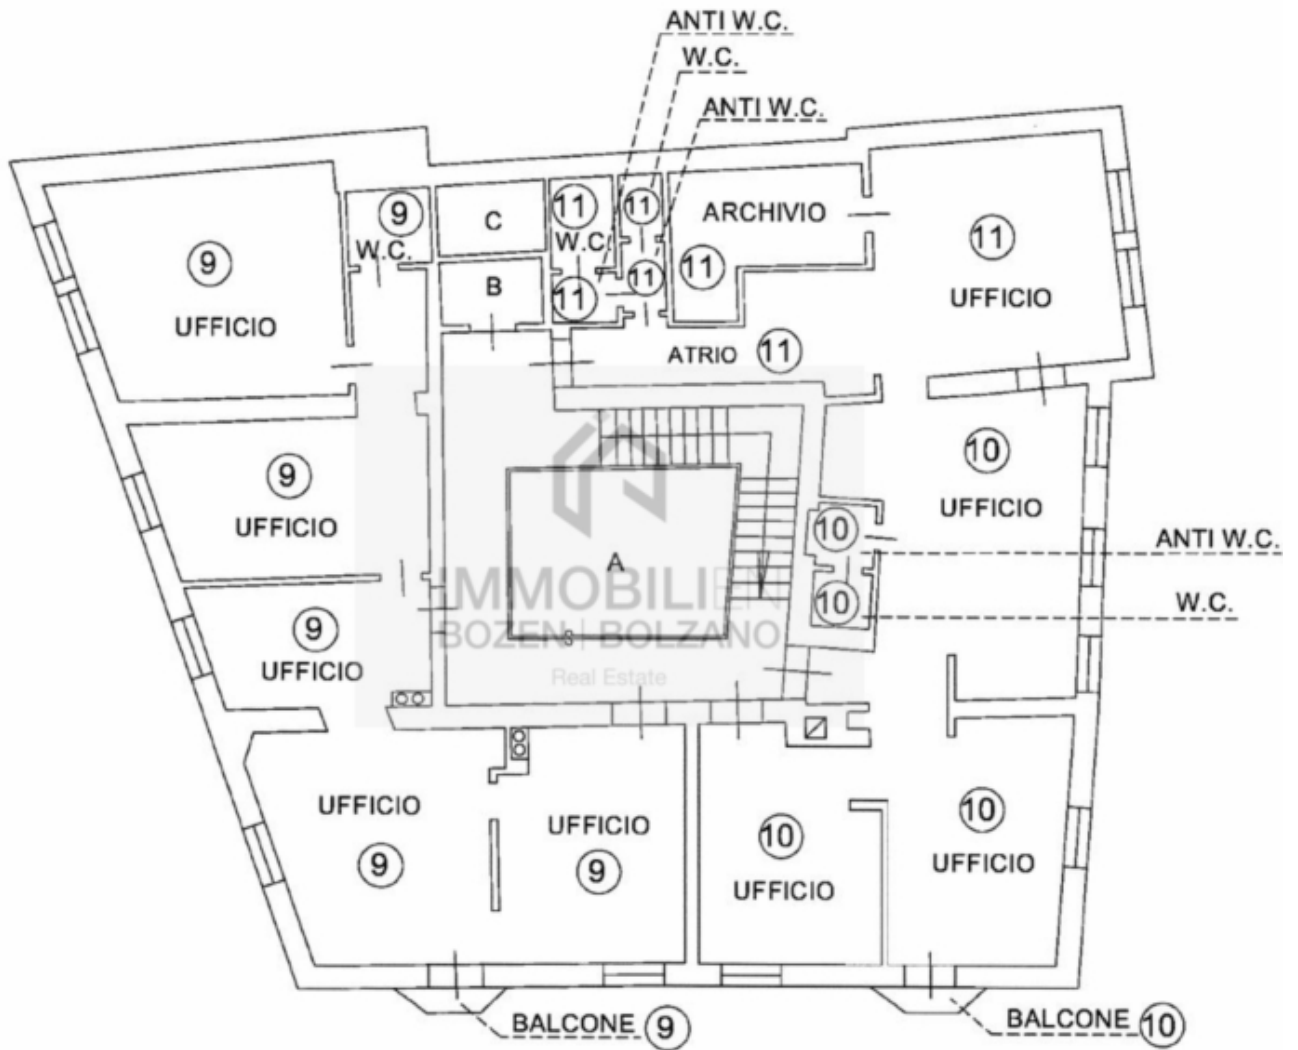 ANTI W.C.
W.C.
ANTI W.C.
9
W.C.
C
11
W.C.
11
ARCHIVIO
9
UFFICIO
B
11
11
11
11
UFFICIO
ATRIO 11
9
UFFICIO
10
UFFICIO
10
ANTI W.C.
A
10
W.C.
IMMOBILIEN
BOZEN | BOLZANO
Real Estate
9
UFFICIO
UFFICIO
9
UFFICIO
9
10
UFFICIO
10
UFFICIO
BALCONE 9
BALCONE 10